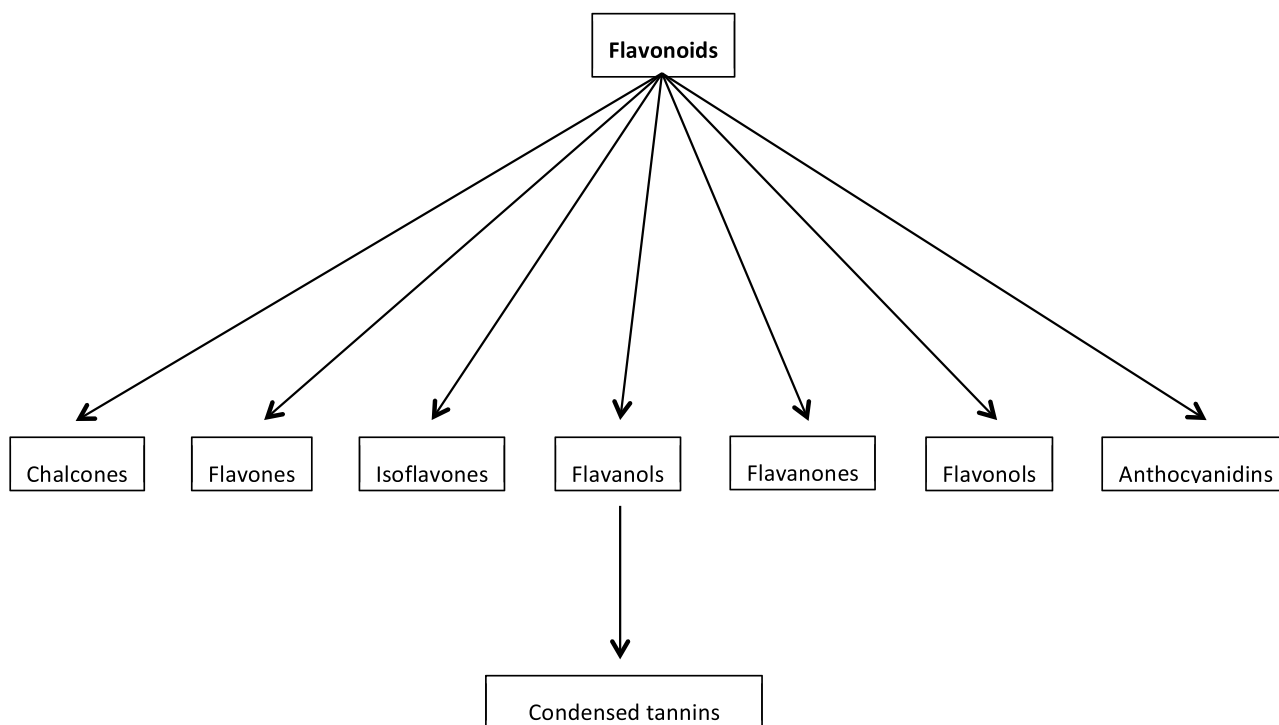 Flavonoids
Chalcones
Flavones
Isoflavones
Flavanols
Flavanones
Flavonols
Anthocyanidins
Condensed tannins